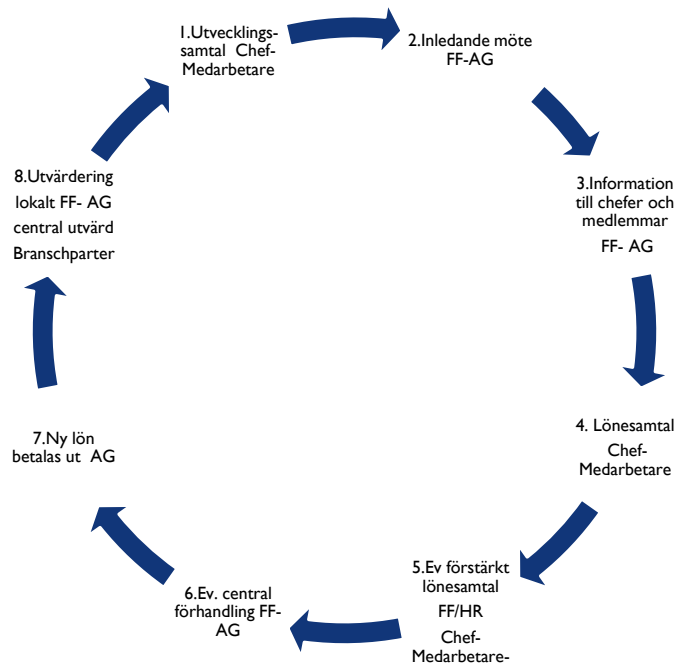 1.Utvecklings-
samtal Chef-
Medarbetare
2.Inledande möte
FF-AG
3.Information
till chefer och
medlemmar
FF- AG
4. Lönesamtal
Chef-
Medarbetare
5.Ev förstärkt
lönesamtal
FF/HR
Chef-
Medarbetare-
6.Ev. central
förhandling FF-
AG
7.Ny lön
betalas ut AG
8.Utvärdering
lokalt FF- AG
central utvärd
Branschparter